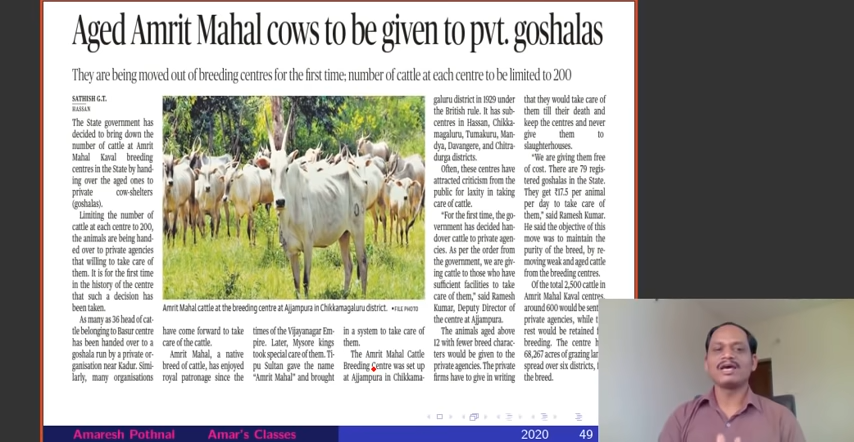 Aged Amrit Mahal cows to be given to pvt. goshalas
They are being moved out of breeding centres for the first time; number of cattle at each centre to be limited to 200
SATHISH G.T.
HASSAN
The State government has
decided to bring down the
number of cattle at Amrit
Mahal Kaval breeding
centres in the State by hand-
ing over the aged ones to
private cow-shelters
(goshalas).
Limiting the number of
cattle at each centre to 200,
the animals are being hand-
ed over to private agencies
that willing to take care of
them. It is for the first time
in the history of the centre
that such a decision has
been taken.
As many as 36 head of cat-
tle belonging to Basur centre
has been handed over to a
goshala run by a private or-
ganisation near Kadur. Simi-
larly, many organisations
Amrit Mahal cattle at the breeding centre at Ajjampura in Chikkamagaluru district. •FILE PHOTO
have come forward to take
care of the cattle.
Amrit Mahal, a native
breed of cattle, has enjoyed
royal patronage since the
times of the Vijayanagar Em-
pire. Later, Mysore kings
took special care of them. Ti-
pu Sultan gave the name
“Amrit Mahal” and brought
in a system to take care of
them.
The Amrit Mahal Cattle
Breeding Centre was set up
at Ajjampura in Chikkama-
galuru district in 1929 under
the British rule. It has sub-
centres in Hassan, Chikka-
magaluru, Tumakuru, Man-
dya, Davangere, and Chitra-
durga districts.
Often, these centres have
attracted criticism from the
public for laxity in taking
care of cattle.
“For the first time, the go-
vernment has decided han-
dover cattle to private agen-
cies. As per the order from
the government, we are giv-
ing cattle to those who have
sufficient facilities to take
care of them,” said Ramesh
Kumar, Deputy Director of
the centre at Ajjampura.
The animals aged above
12 with fewer breed charac-
ters would be given to the
private agencies. The private
firms have to give in writing
that they would take care of
them till their death and
keep the centres and never
give them to
slaughterhouses.
“We are giving them free
of cost. There are 79 regis-
tered goshalas in the State.
They get ₹17.5 per animal
per day to take care of
them,” said Ramesh Kumar.
He said the objective of this
move was to maintain the
purity of the breed, by re-
moving weak and aged cattle
from the breeding centres.
Of the total 2,500 cattle in
Amrit Mahal Kaval centres,
around 600 would be sent
private agencies, while
rest would be retained
breeding. The centre
68,267 acres of grazing
spread over six districts,
the breed.
Amaresh Pothnal Amar's Classes 2020 49